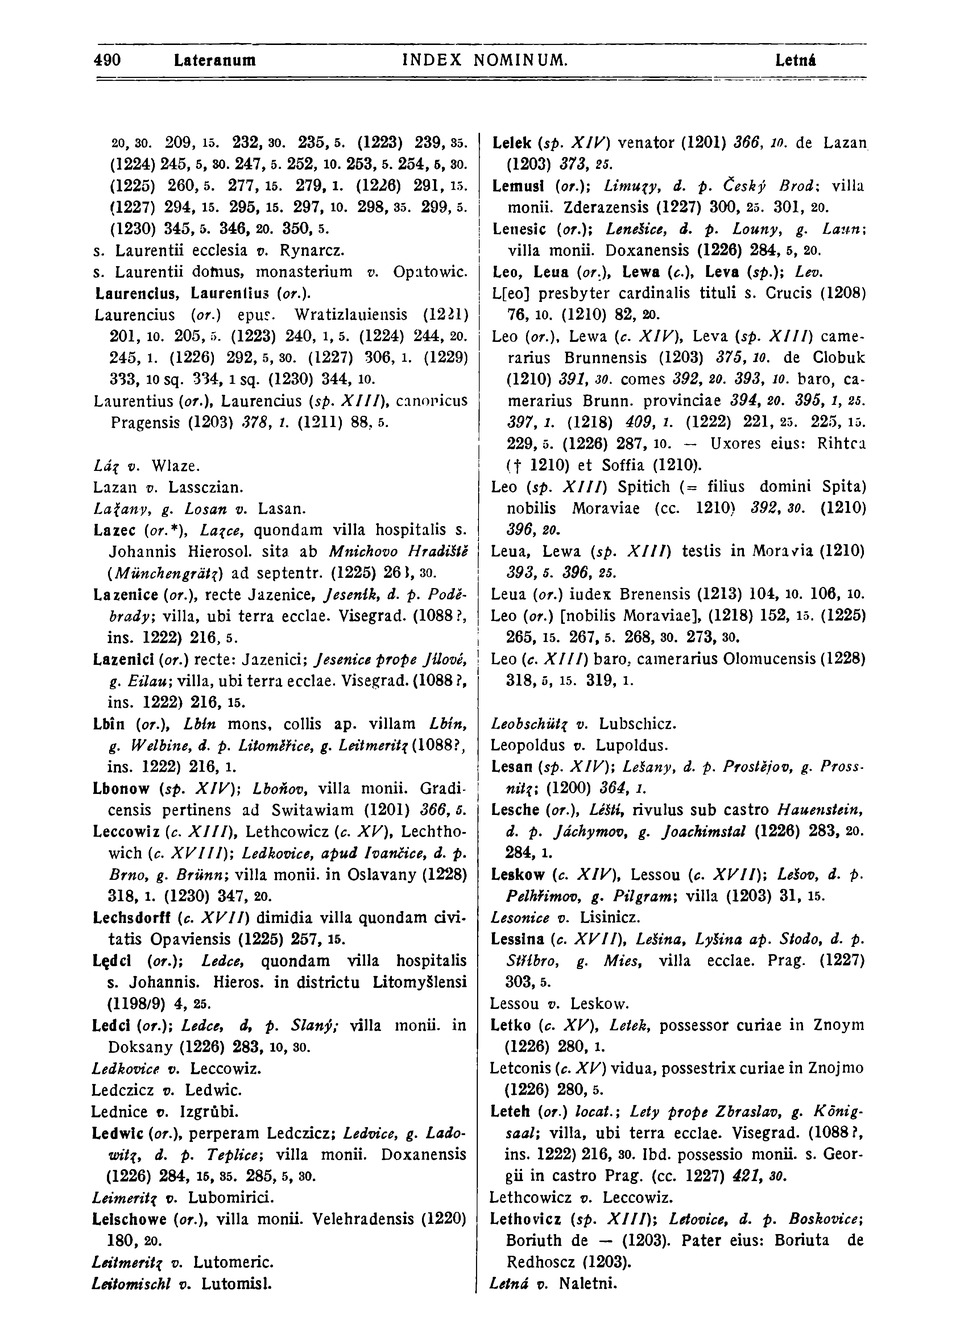 490 Lateranum INDEX NOMINUM. Letná
20, 30. 209, 15. 232, 30. 235, 5. (1223) 239, 35.
(1224) 245, 5, 30. 247, 5. 252, 10. 253, 5. 254, 5, 30.
(1225) 260, 5. 277, 15. 279, 1. (1226) 291, 15.
(1227) 294, 15. 295, 15. 297, 10. 298, 35. 299, 5.
(1230) 345, 5. 346, 20. 350, 5.
s. Laurentii ecclesia v. Rynarcz.
s. Laurentii domus, monasterium v. Opatowic.
Laurencius, Laurentius (or.).
Laurencius (or.) epus. Wratizlauiensis (1221)
201, 10. 205, 5. (1223) 240, 1, 5. (1224) 244, 20.
245, 1. (1226) 292, 5, 30. (1227) 306, 1. (1229)
333, 10 sq. 334, 1 sq. (1230) 344, 10.
Laurentius (or.), Laurencius (sp. XIII), canonicus
Pragensis (1203) 378, 1. (1211) 88, 5.
Láz v. Wlaze.
Lazan v. Lassczian.
Lažany, g. Losan v. Lasan.
Lazec (or.*), Lazce, quondam villa hospitalis s.
Johannis Hierosol. sita ab Mnichovo Hradiště
(Münchengrätz) ad septentr. (1225) 261, 30.
Lazenice (or.), recte Jazenice, Jeseník, d. p. Podě-
brady; villa, ubi terra ecclae. Visegrad. (1088?,
ins. 1222) 216, 5.
Lazenici (or.) recte: Jazenici; Jesenice prope Jílové,
g. Eilau; villa, ubi terra ecclae. Visegrad. (1088?,
ins. 1222) 216, 15.
Lbin (or.), Lbín mons, collis ap. villam Lbín,
g. Welbine, d. p. Litoměřice, g. Leitmeritz (1088?,
ins. 1222) 216, 1.
Lbonow (sp. XIV); Lboňov, villa monii. Gradi-
censis pertinens ad Switawiam (1201) 366, 5.
Leccowiz (c. XIII), Lethcowicz (c. XV), Lechtho-
wich (c. XVIII); Ledkovice, apud Ivančice, d. p.
Brno, g. Brünn; villa monii. in Oslavany (1228)
318, 1. (1230) 347, 20.
Lechsdorff (c. XVII) dimidia villa quondam civi-
tatis Opaviensis (1225) 257, 15.
Lędci (or.); Ledce, quondam villa hospitalis
s. Johannis. Hieros. in districtu Litomyšlensi
(1198/9) 4, 25.
Ledci (or.); Ledce, d, p. Slaný; villa monii. in
Doksany (1226) 283, 10, 30.
Ledkovice v. Leccowiz.
Ledczicz v. Ledwic.
Lednice v. Izgrúbi.
Ledwic (or.), perperam Ledczicz; Ledvice, g. Lado-
witz, d. p. Teplice; villa monii. Doxanensis
(1226) 284, 15, 35. 285, 5, 30.
Leimeritz v. Lubomirici.
Lelschowe (or.), villa monii. Velehradensis (1220)
180, 20.
Leitmeritz v. Lutomeric.
Leitomischl v. Lutomisl.
Lelek (sp. XIV) venator (1201) 366, 10. de Lazan
(1203) 373, 25.
Lemusi (or.); Limuzy, d. p. Český Brod; villa
monii. Zderazensis (1227) 300, 25. 301, 20.
Lenesic (or.); Lenešice, d. p. Louny, g. Laun;
villa monii. Doxanensis (1226) 284, 5, 20.
Leo, Leua (or.), Lewa (c.), Leva (sp.); Lev.
L[eo] presbyter cardinalis tituli s. Crucis (1208)
76, 10. (1210) 82, 20.
Leo (or.), Lewa (c. XIV), Leva (sp. XIII) came-
rarius Brunnensis (1203) 375, 10. de Clobuk
(1210) 391, 30. comes 392, 20. 393, 10. baro, ca-
merarius Brunn. provinciae 394, 20. 395, 1, 25.
397, 1. (1218) 409, 1. (1222) 221, 25. 225, 15.
229, 5. (1226) 287, 10. — Uxores eius: Rihtca
(† 1210) et Soffia (1210).
Leo (sp. XIII) Spitich (= filius domini Spita)
nobilis Moraviae (cc. 1210) 392, 30. (1210)
396, 20.
Leua, Lewa (sp. XIII) testis in Moravia (1210)
393, 5. 396, 25.
Leua (or.) iudex Brenensis (1213) 104, 10. 106, 10.
Leo (or.) [nobilis Moraviae], (1218) 152, 15. (1225)
265, 15. 267, 5. 268, 30. 273, 30.
Leo (c. XIII) baro, camerarius Olomucensis (1228)
318, 5, 15. 319, 1.
Leobschütz v. Lubschicz.
Leopoldus v. Lupoldus.
Lesan (sp. XIV); Lešany, d. p. Prostějov, g. Pross-
nitz; (1200) 364, 1.
Lesche (or.), Léští, rivulus sub castro Hauenstein,
d. p. Jáchymov, g. Joachimstal (1226) 283, 20.
284, 1.
Leskow (c. XIV), Lessou (c. XVII); Lešov, d. p.
Pelhřimov, g. Pilgram; villa (1203) 31, 15.
Lesonice v. Lisinicz.
Lessina (c. XVII), Lešina, Lyšina ap. Stodo, d. p.
Stříbro, g. Mies, villa ecclae. Prag. (1227)
303, 5.
Lessou v. Leskow.
Letko (c. XV), Letek, possessor curiae in Znoym
(1226) 280, 1.
Letconis (c. XV) vidua, possestrix curiae in Znojmo
(1226) 280, 5.
Leteh (or.) locat.; Lety prope Zbraslav, g. König-
saal; villa, ubi terra ecclae. Visegrad. (1088?,
ins. 1222) 216, 30. Ibd. possessio monii. s. Geor-
gii in castro Prag. (cc. 1227) 421, 30.
Lethcowicz v. Leccowiz.
Lethovicz (sp. XIII); Letovice, d. p. Boskovice;
Boriuth de — (1203). Pater eius: Boriuta de
Redhoscz (1203).
Letná v. Naletni.